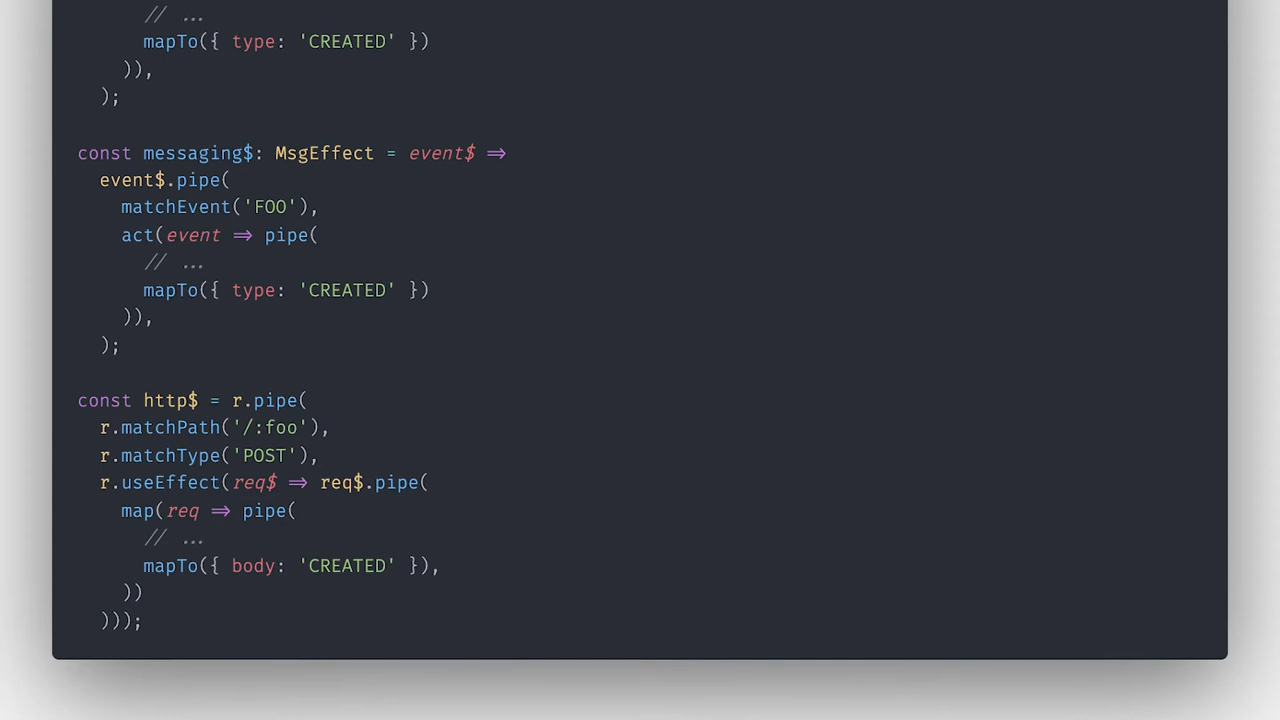 // ...
mapTo({ type: 'CREATED' })
)),
);
const messaging$: MsgEffect = event$ =>
event$.pipe(
matchEvent('FOO'),
act(event => pipe(
// ...
mapTo({ type: 'CREATED' })
)),
);
const http$ = r.pipe(
r.matchPath('/:foo'),
r.matchType('POST'),
r.useEffect(req$ => req$.pipe(
map(req => pipe(
// ...
mapTo({ body: 'CREATED' }),
))
)));